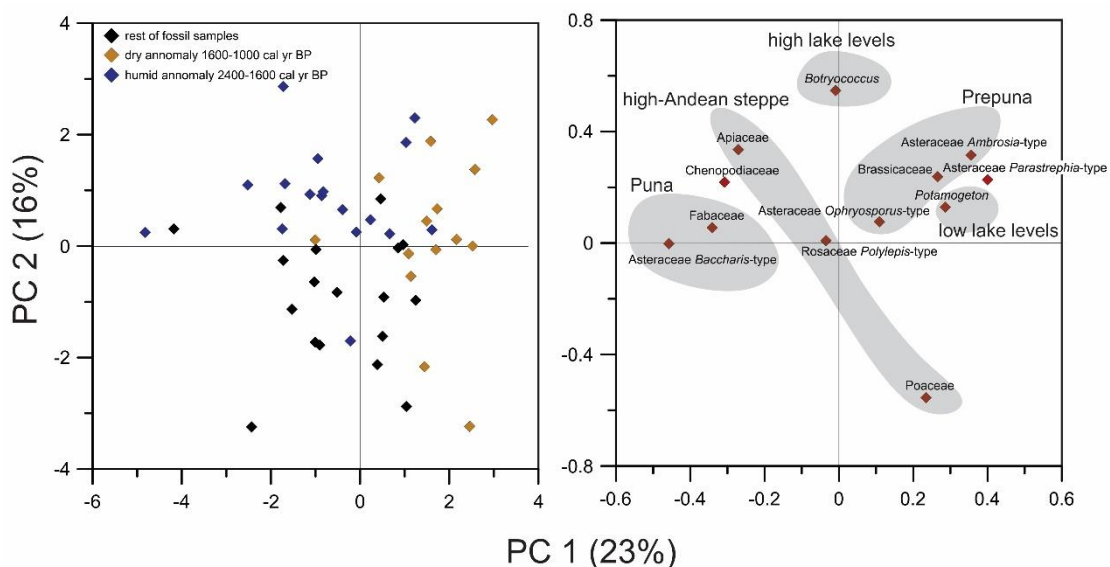 4
2
0
-2
-4
-6
-4
-2
0
2
4
PC 2 (16%)
rest of fossil samples
dry annomaly 1600-1000 cal yr BP
humid annomaly 2400-1600 cal yr BP
0.8
0.4
0
-0.4
-0.8
-0.6
-0.4
-0.2
0
0.2
0.4
0.6
high lake levels
Botryococcus
high-Andean steppe
Prepuna
Apiaceae
Asteraceae Ambrosia-type
Chenopodiaceae
Brassicaceae
Asteraceae Parastrephia-type
Puna
Potamogeton
Fabaceae
Asteraceae Ophryosporus-type
low lake levels
Asteraceae Baccharis-type
Rosaceae Polylepis-type
Poaceae
PC 1 (23%)